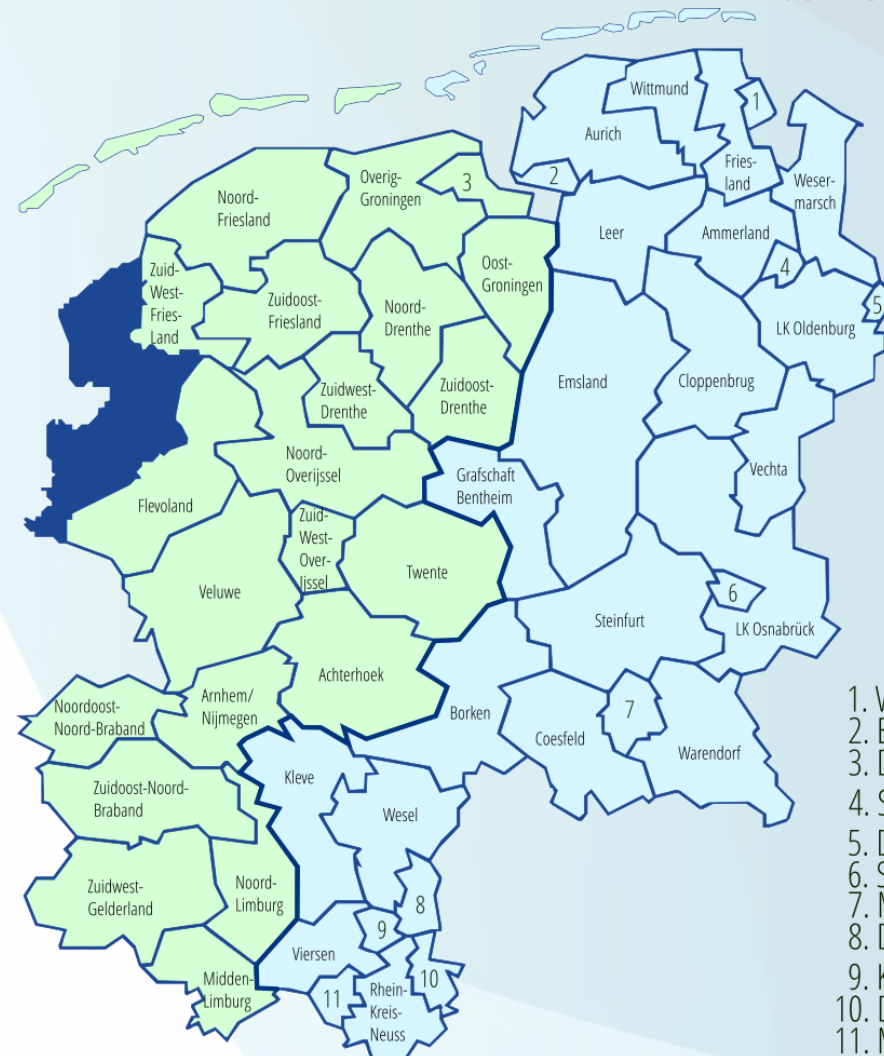 Wittmund
1
Aurich
Fries-
land
2
Weser-
marsch
Overig-
Groningen
3
Noord-
Friesland
Leer
Ammerland
4
5
Zuid-
West-
Fries-
Land
Oost-
Groningen
Zuidoost-
Friesland
Noord-
Drenthe
LK Oldenburg
Emsland
Cloppenbrug
Zuidwest-
Drenthe
Zuidoost-
Drenthe
Noord-
Overijssel
Grafschaft
Bentheim
Vechta
Flevoland
Zuid-
West-
Over-
Ijssel
Twente
Veluwe
6
Steinfurt
LK Osnabrück
Achterhoek
Arnhem/
Nijmegen
Noordoost-
Noord-Braband
Borken
7
Coesfeld
Warendorf
Kleve
Zuidoost-Noord-
Braband
Wesel
Zuidwest-
Gelderland
Noord-
Limburg
8
9
Viersen
10
Midden-
Limburg
11
Rhein-
Kreis-
Neuss
1.
2.
3.
4.
5.
6.
7.
8.
9.
10.
11.